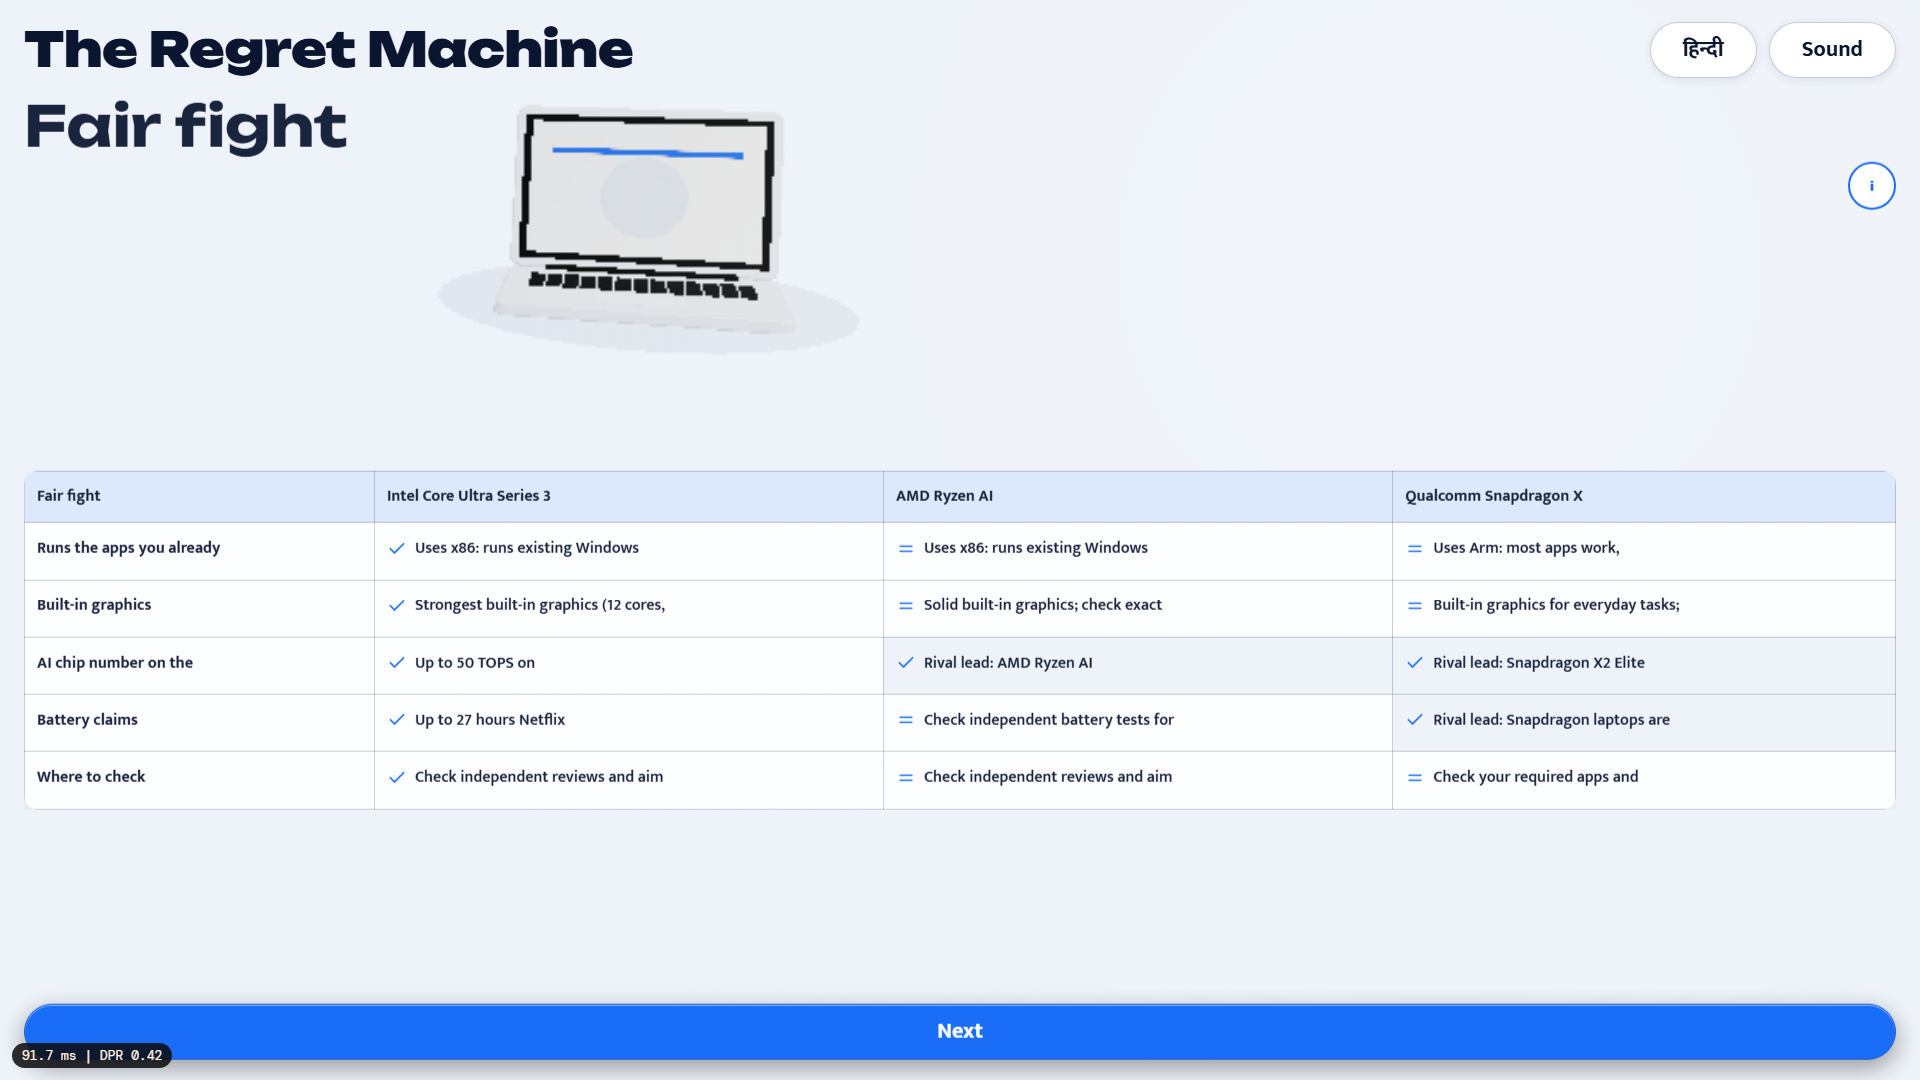 The Regret Machine
हिन्दी
Sound
Fair fight
i
Fair fight
Intel Core Ultra Series 3
AMD Ryzen AI
Qualcomm Snapdragon X
Runs the apps you already
Uses x86: runs existing Windows
Uses x86: runs existing Windows
Uses Arm: most apps work,
Built-in graphics
Strongest built-in graphics (12 cores,
Solid built-in graphics; check exact
Built-in graphics for everyday tasks;
AI chip number on the
Up to 50 TOPS on
Rival lead: AMD Ryzen AI
Rival lead: Snapdragon X2 Elite
Battery claims
Up to 27 hours Netflix
Check independent battery tests for
Rival lead: Snapdragon laptops are
Where to check
Check independent reviews and aim
Check independent reviews and aim
Check your required apps and
Next
91.7 ms | DPR 0.42